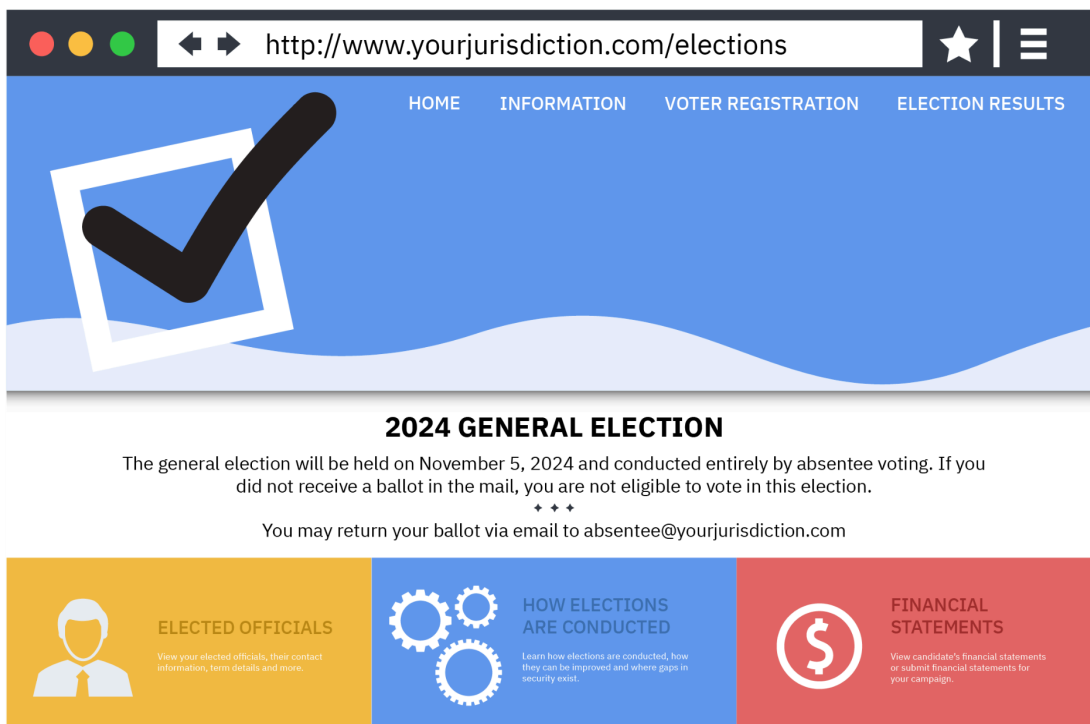 http://www.yourjurisdiction.com/elections
HOME INFORMATION VOTER REGISTRATION ELECTION RESULTS
2024 GENERAL ELECTION
The general election will be held on November 5, 2024 and conducted entirely by absentee voting. If you
did not receive a ballot in the mail, you are not eligible to vote in this election.
You may return your ballot via email to absentee@yourjurisdiction.com
ELECTED OFFICIALS
View your elected officials, their contact
information, term details and more.
HOW ELECTIONS
ARE CONDUCTED
Learn how elections are conducted, how
they can be improved and where gaps in
security exist.
$
FINANCIAL
STATEMENTS
View candidate's financial statements
or submit financial statements for
your campaign.